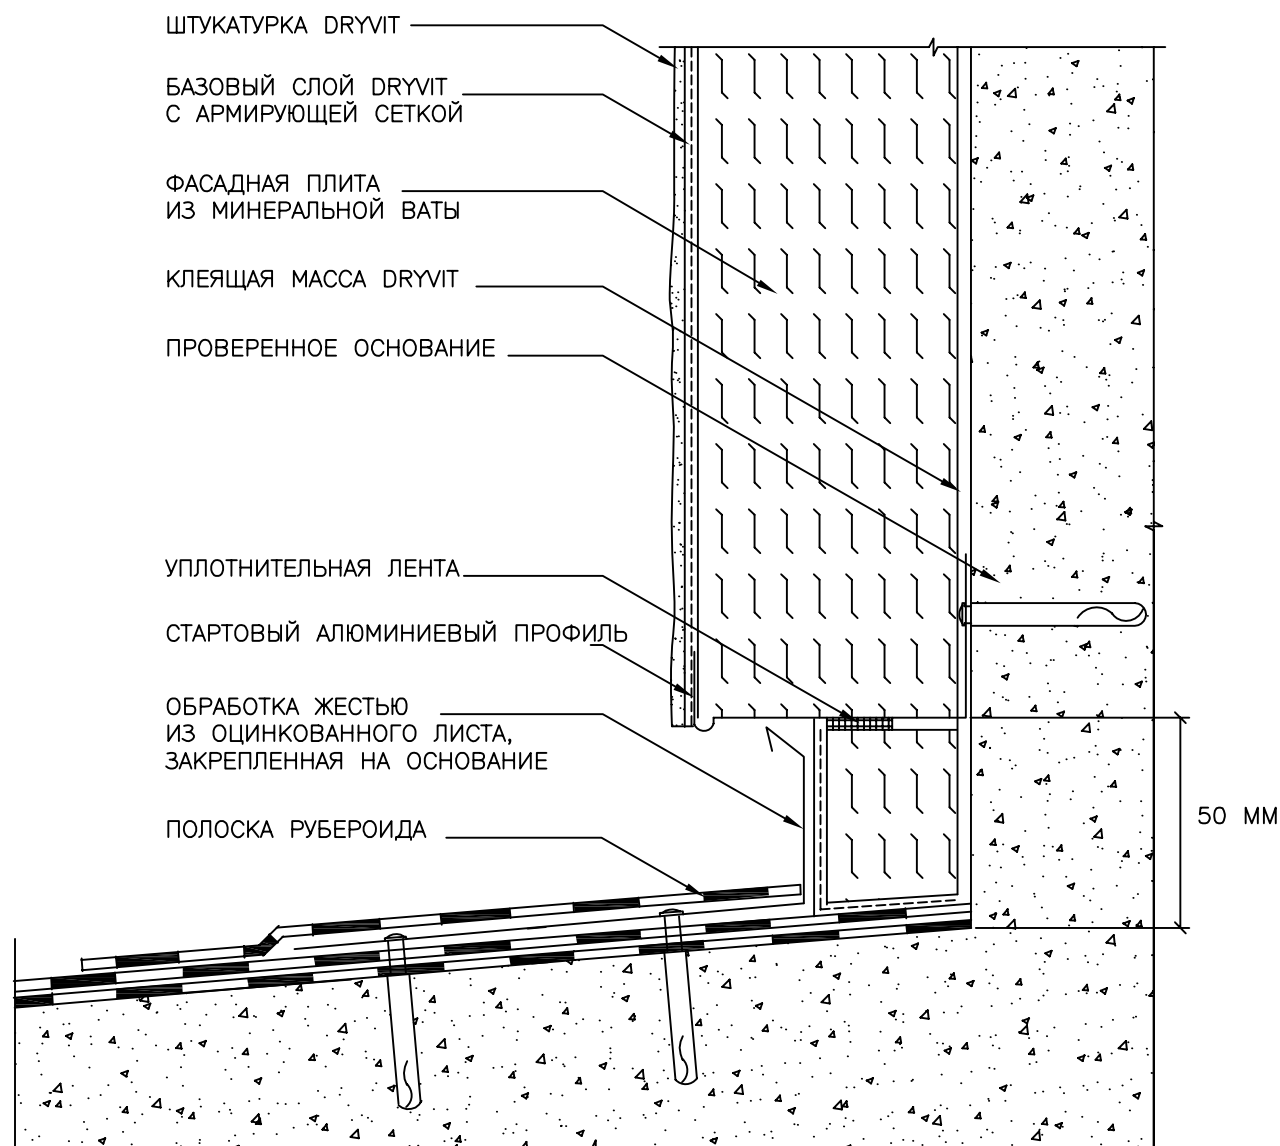 ШТУКАТУРКА DRYVIT
БАЗОВЫЙ СЛОЙ DRYVIT
С АРМИРУЮЩЕЙ СЕТКОЙ
ФАСАДНАЯ ПЛИТА
ИЗ МИНЕРАЛЬНОЙ ВАТЫ
КЛЕЯЩАЯ МАССА DRYVIT
ПРОВЕРЕННОЕ ОСНОВАНИЕ
УПЛОТНИТЕЛЬНАЯ ЛЕНТА
СТАРТОВЫЙ АЛЮМИНИЕВЫЙ ПРОФИЛЬ
ОБРАБОТКА ЖЕСТЬЮ
ИЗ ОЦИНКОВАННОГО ЛИСТА,
ЗАКРЕПЛЕННАЯ НА ОСНОВАНИЕ
ПОЛОСКА РУБЕРОИДА
50 ММ